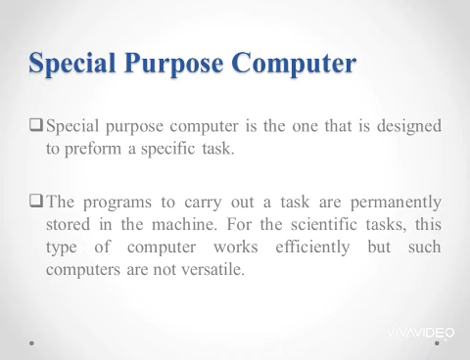 Special Purpose Computer
❑Special purpose computer is the one that is designed
to preform a specific task.
❑The programs to carry out a task are permanently
stored in the machine. For the scientific tasks, this
type of computer works efficiently but such
computers are not versatile.
VIVAVIDEO